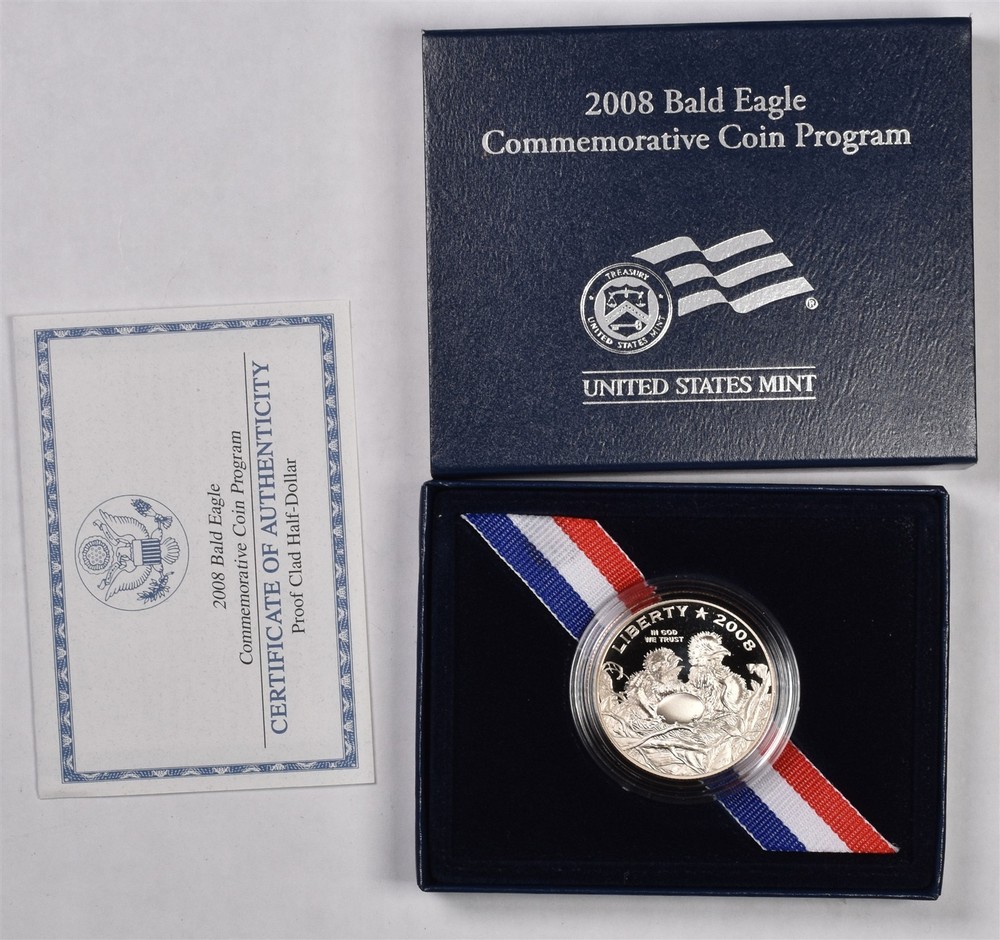 2008 Bald Eagle
Commemorative Coin Program
TREASURY
UNITED STATES MINT
®
UNITED STATES MINT
2008 Bald Eagle
Commemorative Coin Program
CERTIFICATE OF AUTHENTICITY
Proof Clad Half-Dollar
LIBERTY ★ 2008
IN GOD
WE TRUST